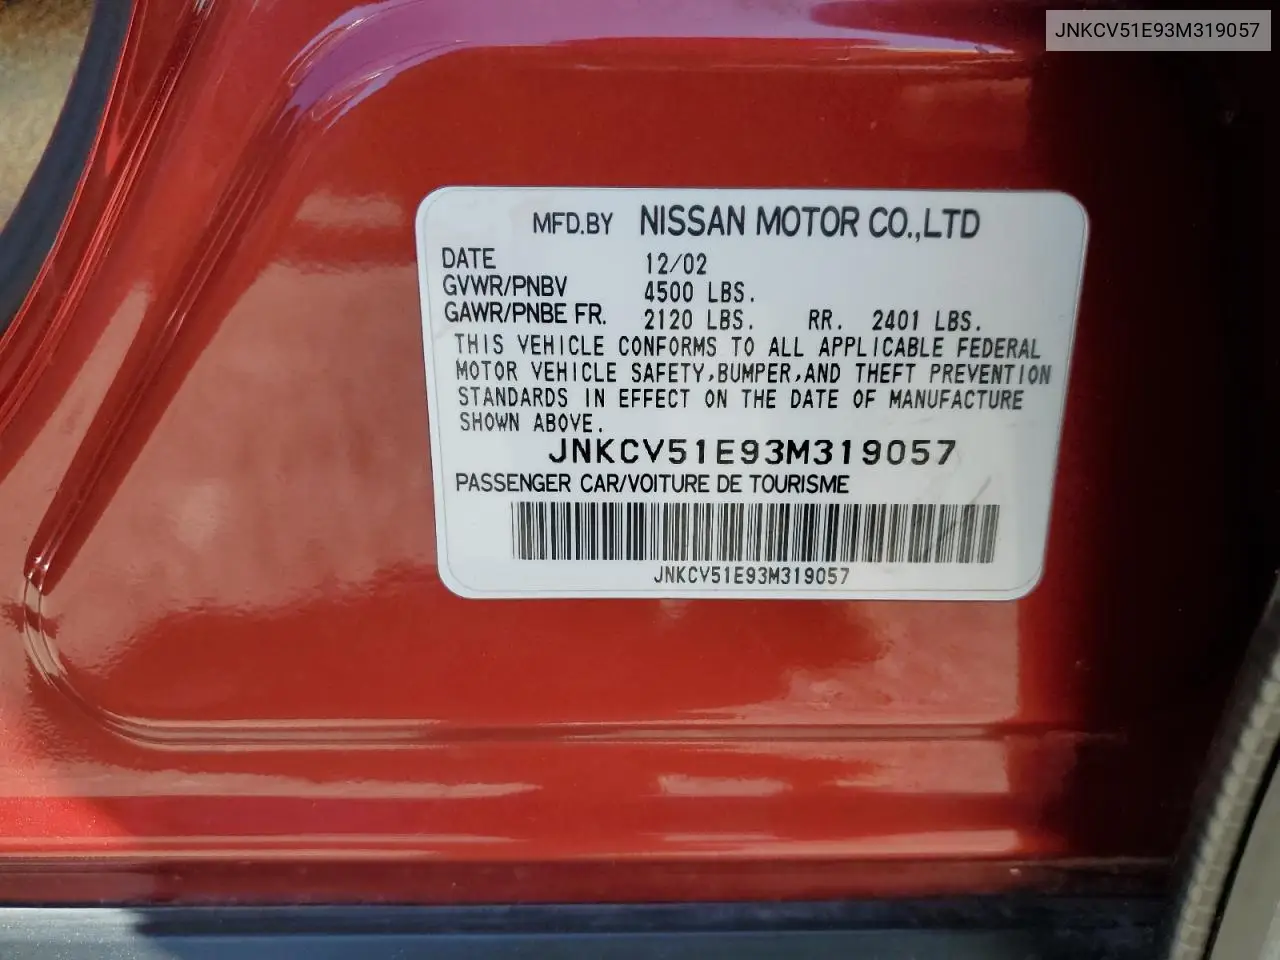 JNKCV51E93M319057
MFD.BY NISSAN MOTOR CO.,LTD
DATE 12/02
GVWR/PNBV 4500 LBS.
GAWR/PNBE FR. 2120 LBS. RR. 2401 LBS.
THIS VEHICLE CONFORMS TO ALL APPLICABLE FEDERAL
MOTOR VEHICLE SAFETY,BUMPER,AND THEFT PREVENTION
STANDARDS IN EFFECT ON THE DATE OF MANUFACTURE
SHOWN ABOVE.
JNKCV51E93M319057
PASSENGER CAR/VOITURE DE TOURISME
JNKCV51E93M319057